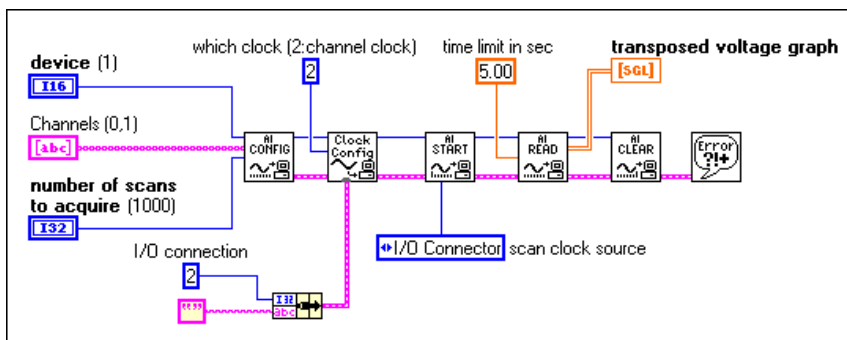 which clock (2:channel clock)
time limit in sec
transposed voltage graph
device (1)
I16
2
5.00
[SGL]
Channels (0,1)
[abc]
AI
CONFIG
Clock
Config
AI
START
AI
READ
AI
CLEAR
Error
?!+
number of scans
to acquire (1000)
I32
I/O connection
2
I/O Connector
scan clock source
I32
abc
""